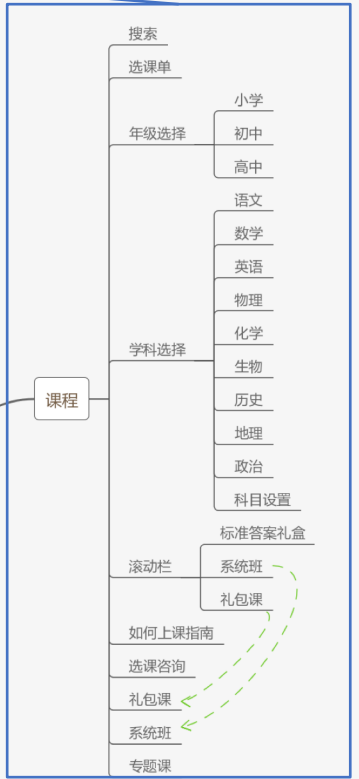 搜索
选课单
年级选择
小学
初中
高中
学科选择
语文
数学
英语
物理
化学
生物
历史
地理
政治
科目设置
课程
滚动栏
标准答案礼盒
系统班
礼包课
如何上课指南
选课咨询
礼包课
系统班
专题课